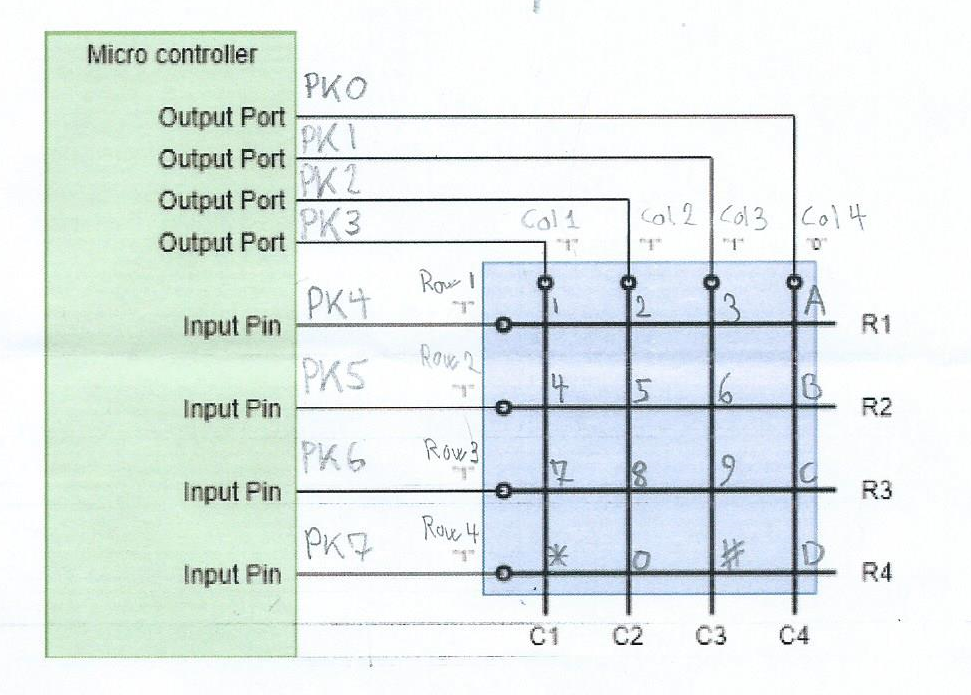 Micro controller
PK0
Output Port
PK1
Output Port
PK2
Output Port
PK3
Output Port
Col 1 Col 2 Col 3 Col 4
"1" "1" "1" "0"
Row 1
"1"
PK4
1 2 3 A
Input Pin R1
Row 2
"1"
PK5
4 5 6 B
Input Pin R2
Row 3
"1"
PK6
7 8 9 C
Input Pin R3
Row 4
"1"
PK7
* 0 # D
Input Pin R4
C1 C2 C3 C4